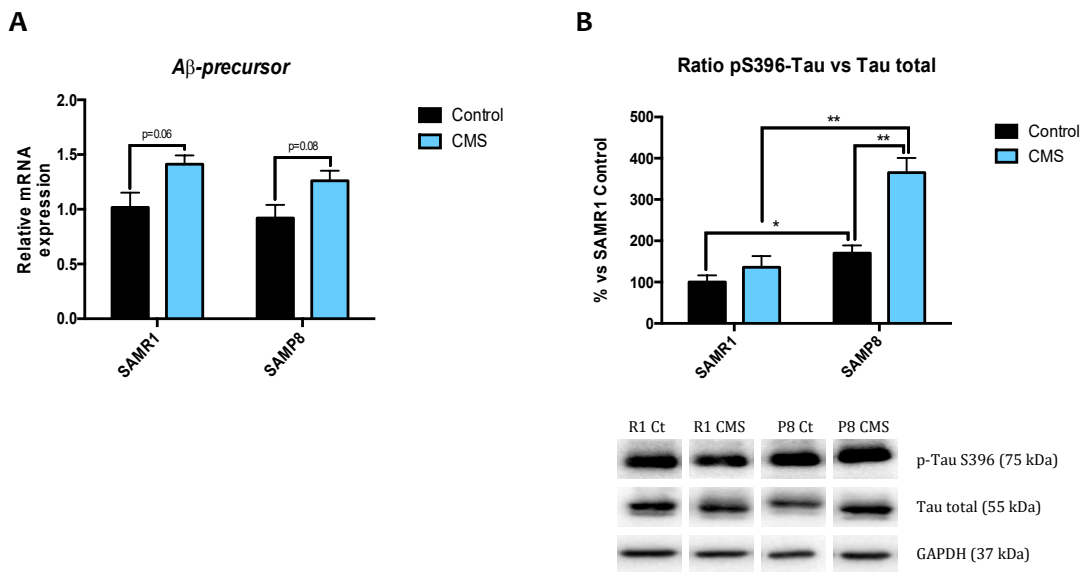 A
Aβ-precursor
2.0
1.5
1.0
0.5
0.0
Relative mRNA
expression
p=0.06
p=0.08
SAMR1
SAMP8
Control
CMS
B
Ratio pS396-Tau vs Tau total
500
400
300
200
100
0
% vs SAMR1 Control
*
**
**
SAMR1
SAMP8
Control
CMS
R1 Ct R1 CMS P8 Ct P8 CMS
p-Tau S396 (75 kDa)
Tau total (55 kDa)
GAPDH (37 kDa)